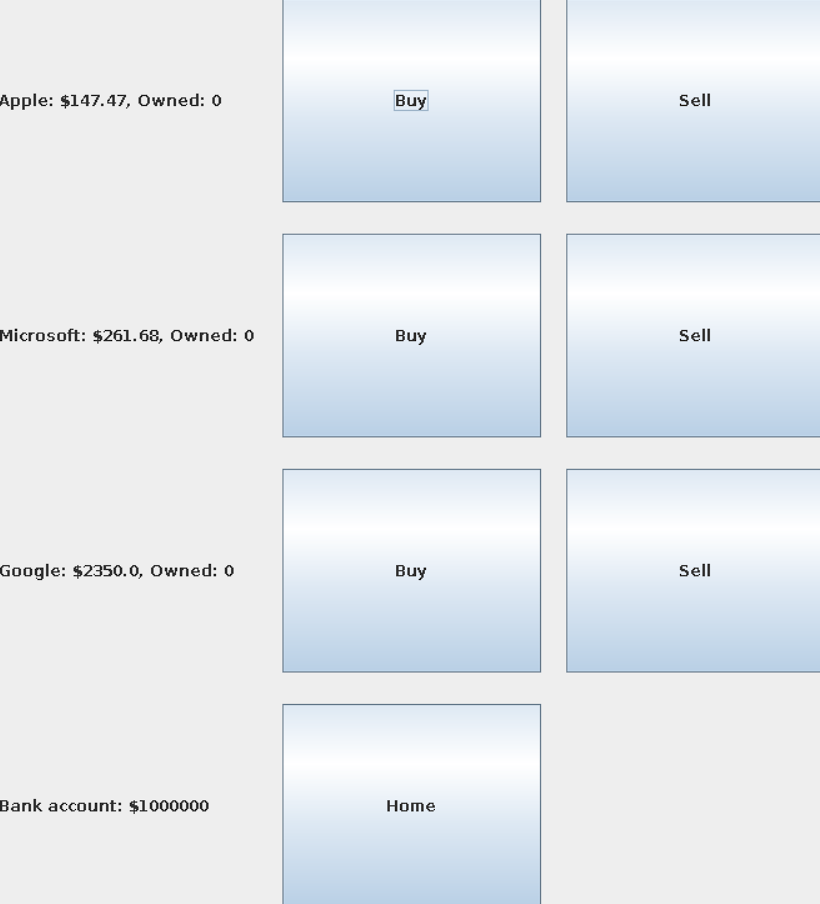 Apple: $147.47, Owned: 0 Buy Sell
Microsoft: $261.68, Owned: 0 Buy Sell
Google: $2350.0, Owned: 0 Buy Sell
Bank account: $1000000 Home